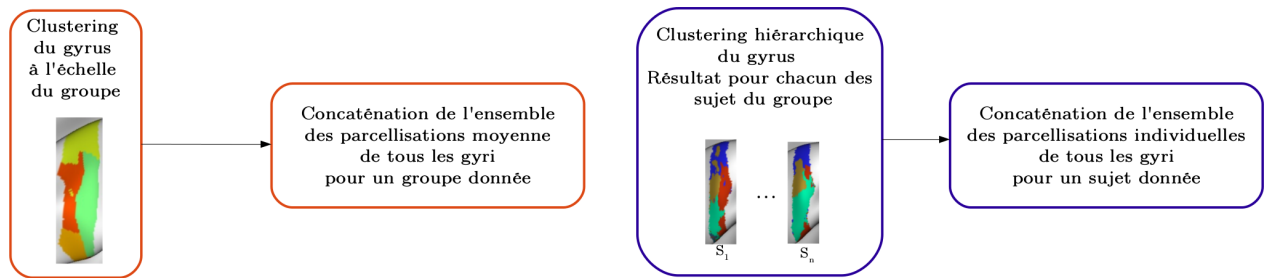 Clustering
du gyrus
à l'échelle
du groupe
Concaténation de l'ensemble
des parcellisations moyenne
de tous les gyri
pour un groupe donnée
Clustering hiérarchique
du gyrus
Résultat pour chacun des
sujet du groupe
...
S1
Sn
Concaténation de l'ensemble
des parcellisations individuelles
de tous les gyri
pour un sujet donnée